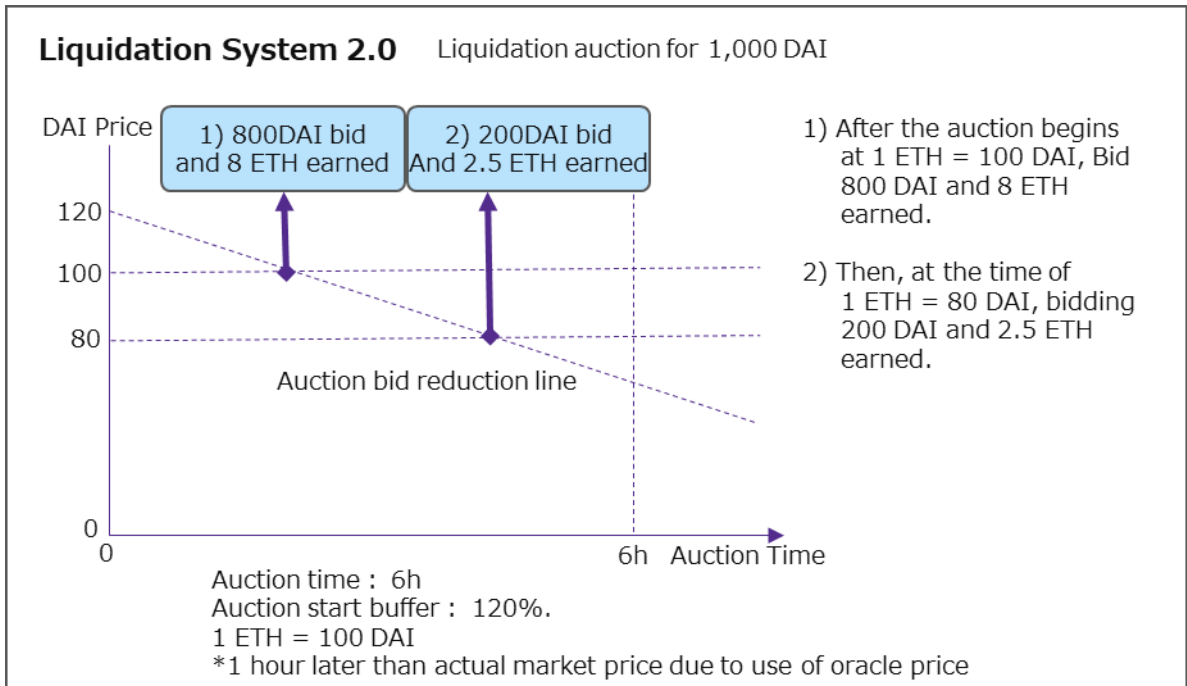 Liquidation System 2.0
Liquidation auction for 1,000 DAI
DAI Price
1) 800DAI bid
and 8 ETH earned
2) 200DAI bid
And 2.5 ETH earned
120
100
80
0
0
Auction bid reduction line
6h
Auction Time
1) After the auction begins
at 1 ETH = 100 DAI, Bid
800 DAI and 8 ETH
earned.
2) Then, at the time of
1 ETH = 80 DAI, bidding
200 DAI and 2.5 ETH
earned.
Auction time : 6h
Auction start buffer : 120%.
1 ETH = 100 DAI
*1 hour later than actual market price due to use of oracle price